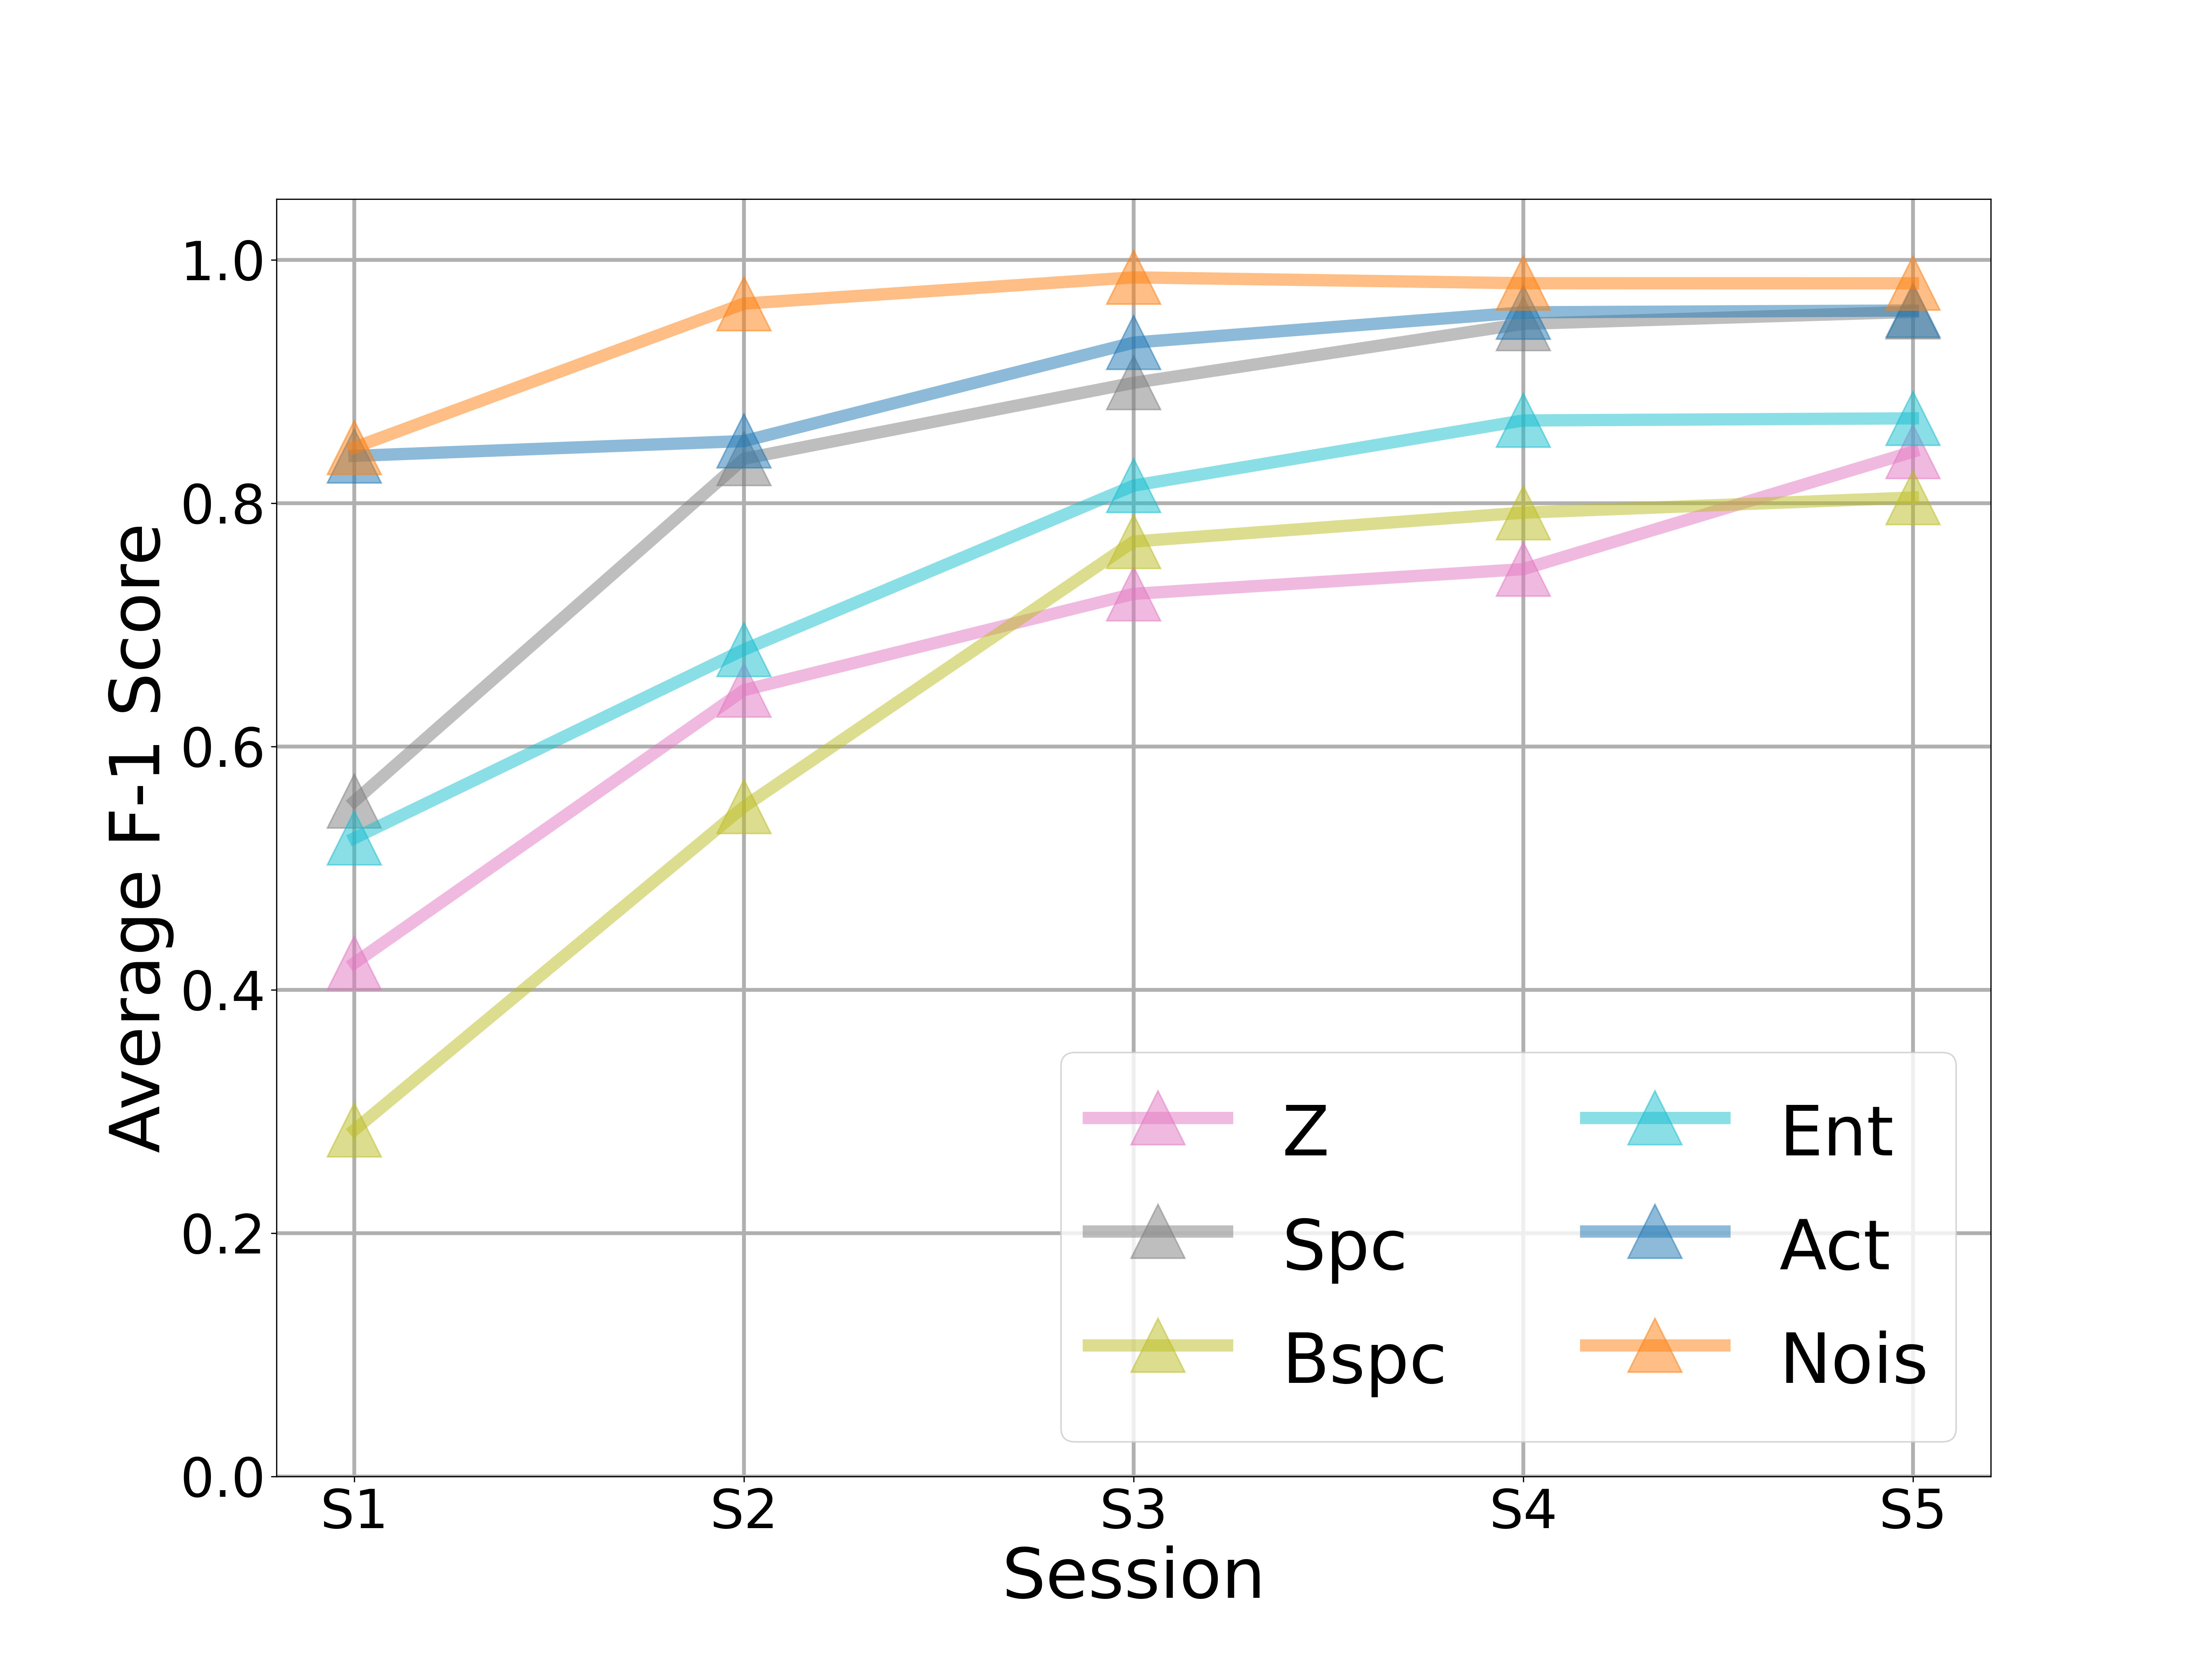 Average F-1 Score
1.0
0.8
0.6
0.4
0.2
0.0
S1 S2 S3 S4 S5
Session
Z
Spc
Bspc
Ent
Act
Nois